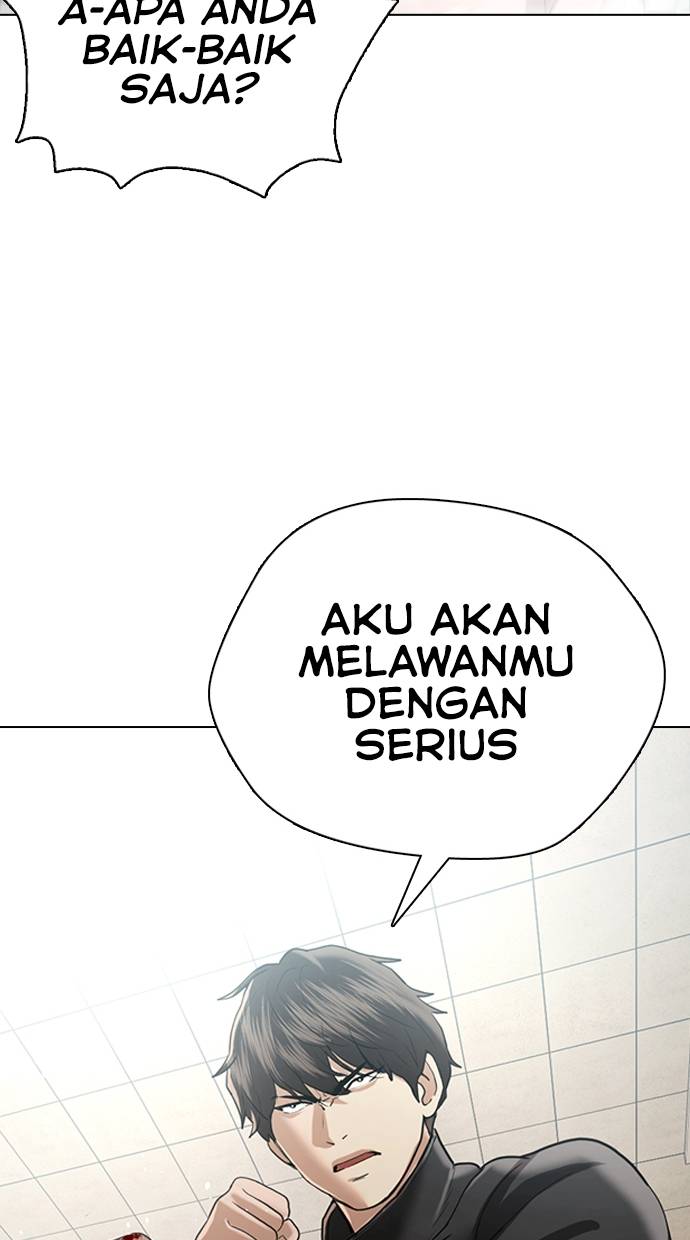 A-APA ANDA
BAIK-BAIK
SAJA?
AKU AKAN
MELAWANMU
DENGAN
SERIUS